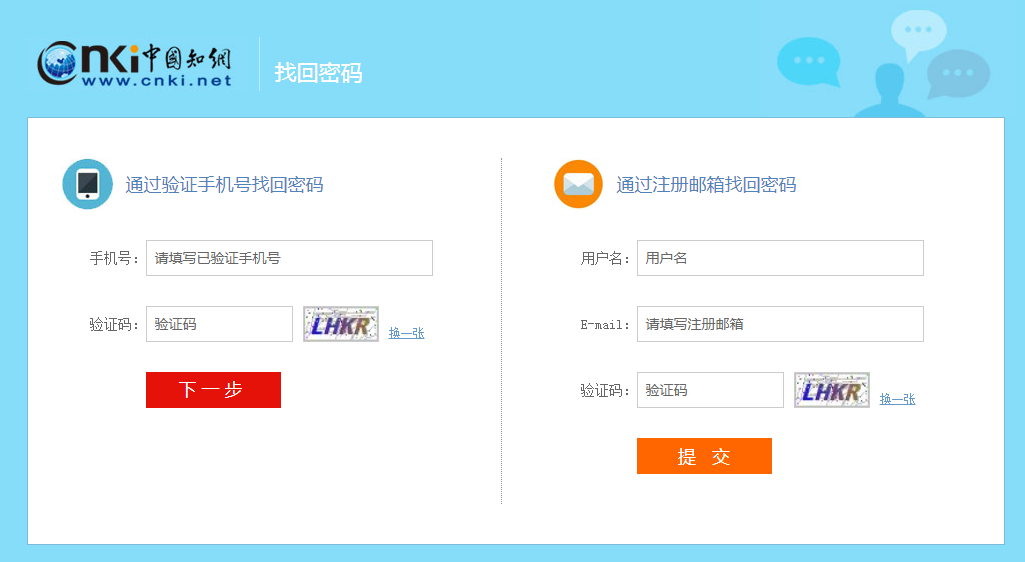 cnki中国知網
www.cnki.net
找回密码
通过验证手机号找回密码
手机号：
请填写已验证手机号
验证码：
验证码
LHKR
换一张
下一步
通过注册邮箱找回密码
用户名：
用户名
E-mail：
请填写注册邮箱
验证码：
验证码
LHKR
换一张
提 交